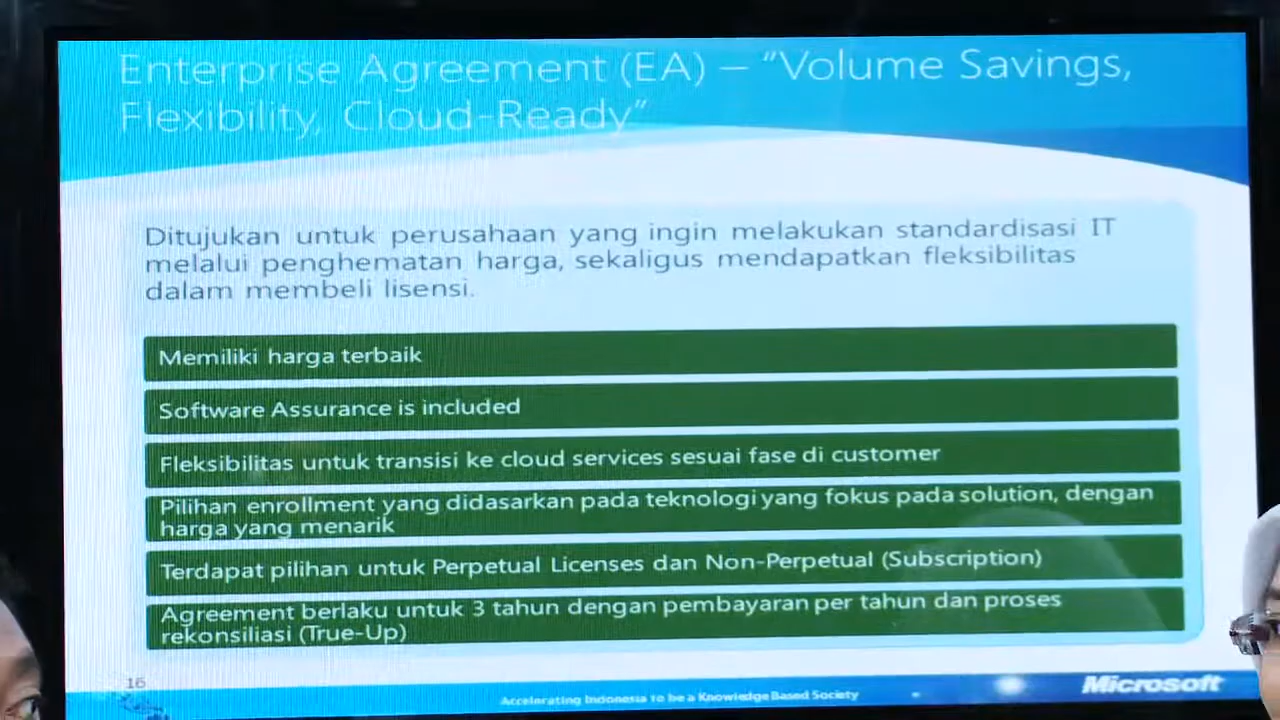 Enterprise Agreement (EA) – "Volume Savings,
Flexibility, Cloud-Ready"
Ditujukan untuk perusahaan yang ingin melakukan standardisasi IT
melalui penghematan harga, sekaligus mendapatkan fleksibilitas
dalam membeli lisensi.
Memiliki harga terbaik
Software Assurance is included
Fleksibilitas untuk transisi ke cloud services sesuai fase di customer
Pilihan enrollment yang didasarkan pada teknologi yang fokus pada solution, dengan
harga yang menarik
Terdapat pilihan untuk Perpetual Licenses dan Non-Perpetual (Subscription)
Agreement berlaku untuk 3 tahun dengan pembayaran per tahun dan proses
rekonsiliasi (True-Up)
16
Accelerating Indonesia to be a Knowledge Based Society
Microsoft